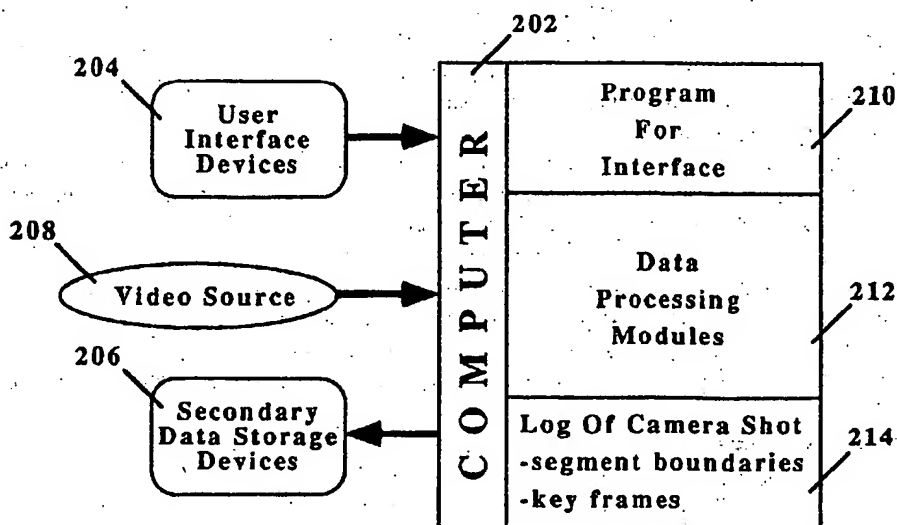 202
204
User
Interface
Devices
Program
For
Interface
210
208
Video Source
COMPUTER
Data
Processing
Modules
212
206
Secondary
Data Storage
Devices
Log Of Camera Shot
-segment boundaries
-key frames
214